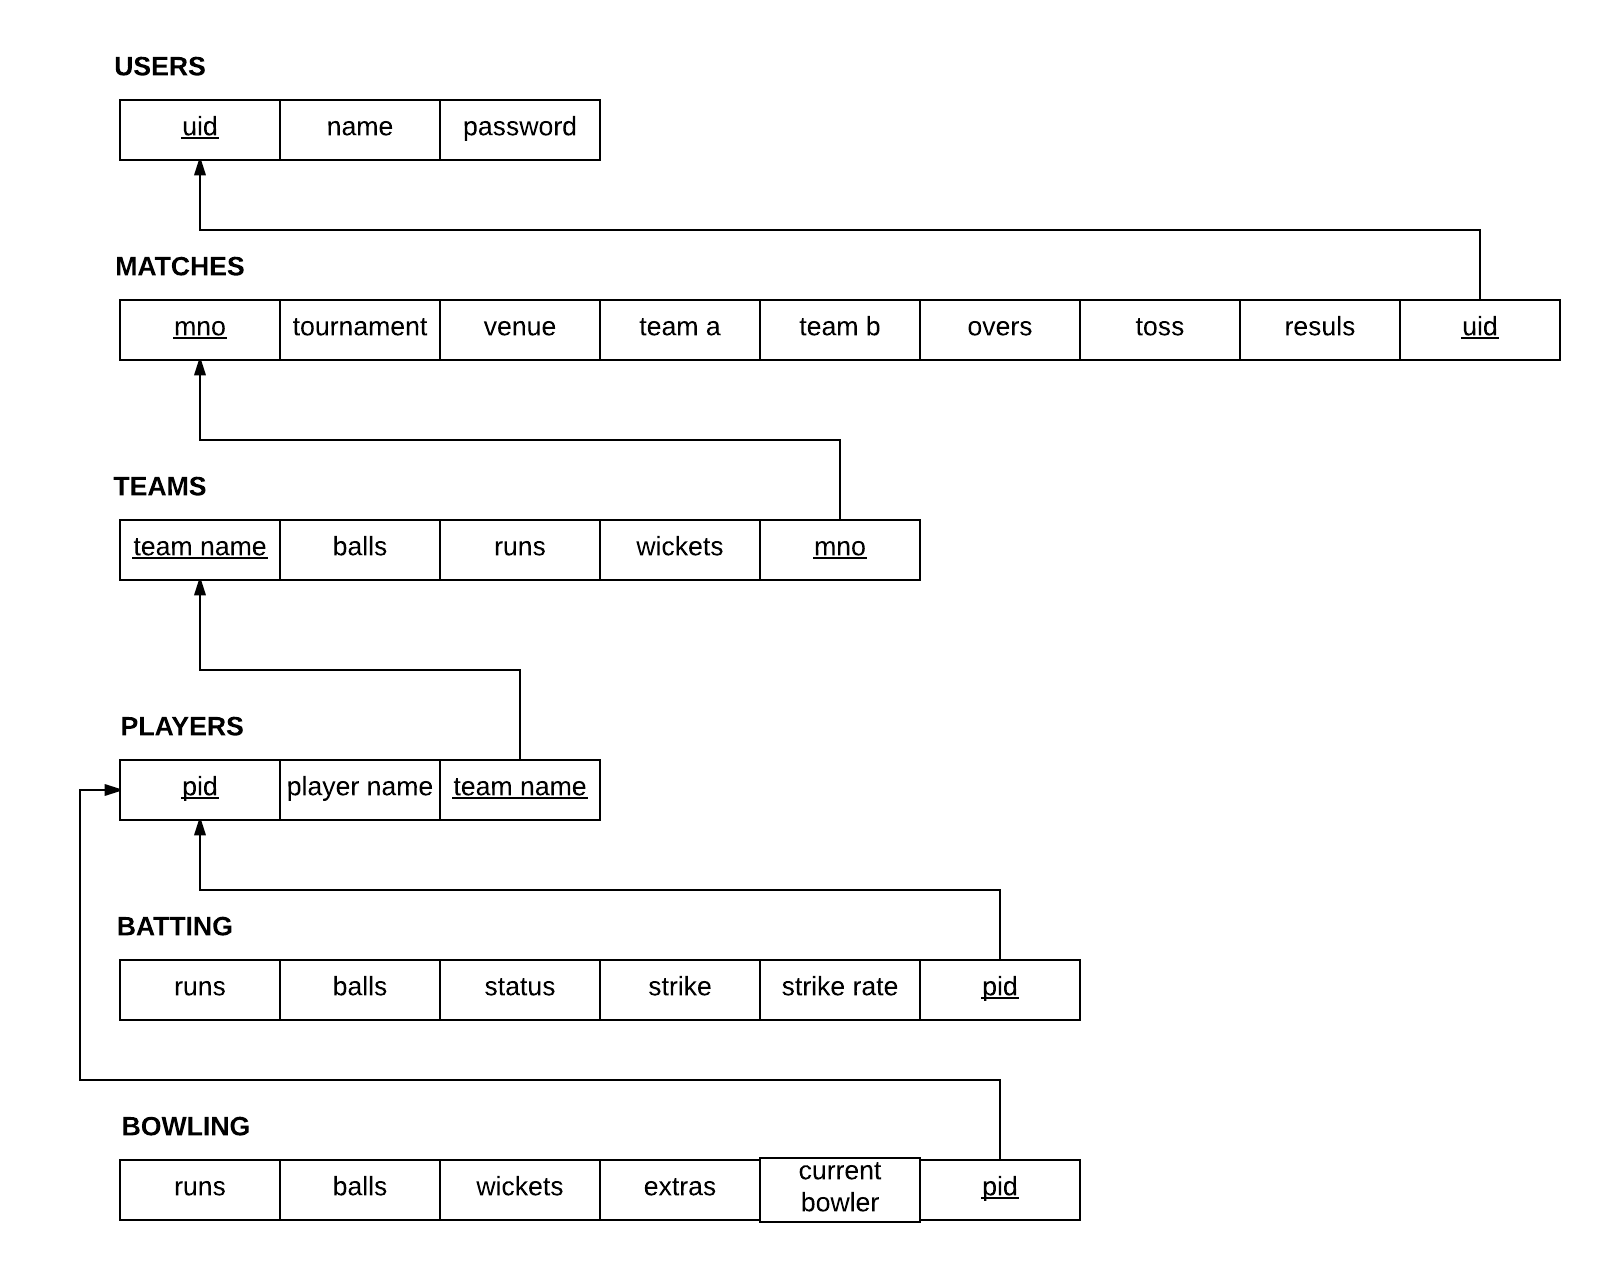 USERS
uid name password
MATCHES
mno tournament venue team a team b overs toss resuls uid
TEAMS
team name balls runs wickets mno
PLAYERS
pid player name team name
BATTING
runs balls status strike strike rate pid
BOWLING
runs balls wickets extras current bowler pid